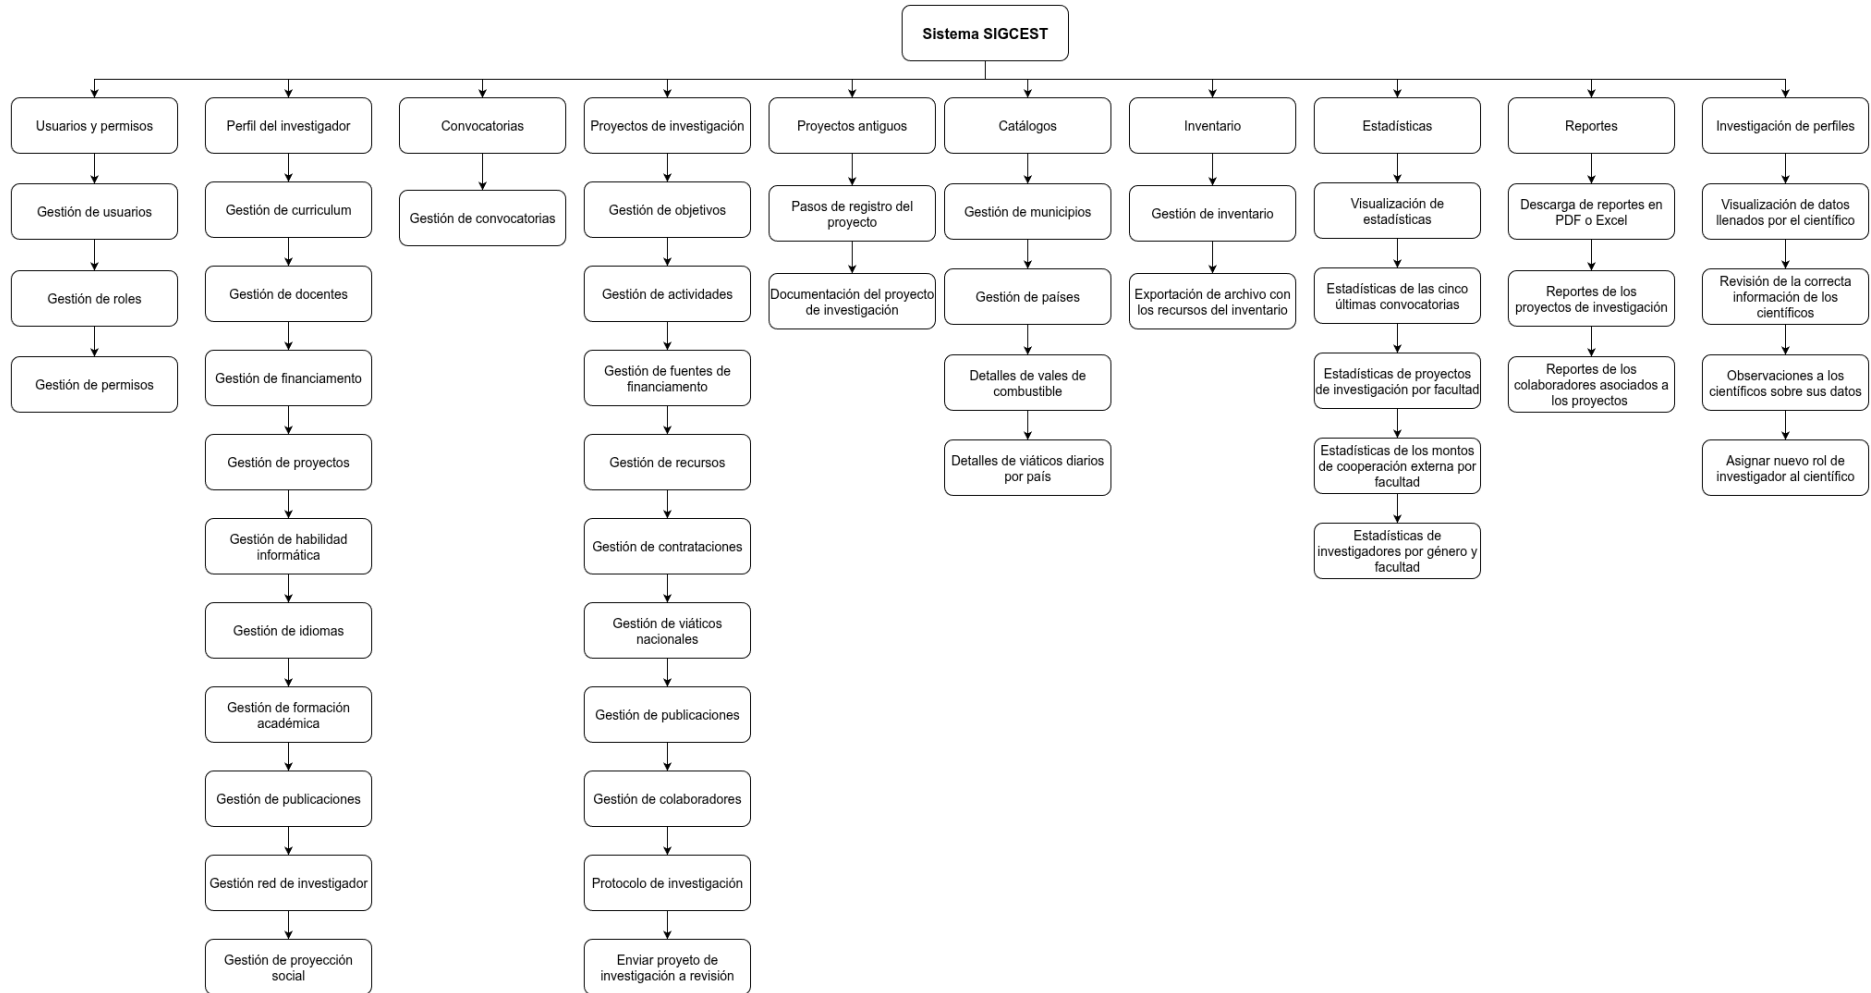 Sistema SIGCEST
Usuarios y permisos
Gestión de usuarios
Gestión de roles
Gestión de permisos
Perfil del investigador
Gestión de curriculum
Gestión de docentes
Gestión de financiamento
Gestión de proyectos
Gestión de habilidad
informática
Gestión de idiomas
Gestión de formación
académica
Gestión de publicaciones
Gestión red de investigador
Gestión de proyección
social
Convocatorias
Gestión de convocatorias
Proyectos de investigación
Gestión de objetivos
Gestión de actividades
Gestión de fuentes de
financiamento
Gestión de recursos
Gestión de contrataciones
Gestión de viáticos
nacionales
Gestión de publicaciones
Gestión de colaboradores
Protocolo de investigación
Enviar proyeto de
investigación a revisión
Proyectos antiguos
Pasos de registro del
proyecto
Documentación del proyecto
de investigación
Catálogos
Gestión de municipios
Gestión de países
Detalles de vales de
combustible
Detalles de viáticos diarios
por país
Inventario
Gestión de inventario
Exportación de archivo con
los recursos del inventario
Estadísticas
Visualización de
estadísticas
Estadísticas de las cinco
últimas convocatorias
Estadísticas de proyectos
de investigación por facultad
Estadísticas de los montos
de cooperación externa por
facultad
Estadísticas de
investigadores por género y
facultad
Reportes
Descarga de reportes en
PDF o Excel
Reportes de los
proyectos de investigación
Reportes de los
colaboradores asociados a
los proyectos
Investigación de perfiles
Visualización de datos
llenados por el científico
Revisión de la correcta
información de los
científicos
Observaciones a los
científicos sobre sus datos
Asignar nuevo rol de
investigador al científico